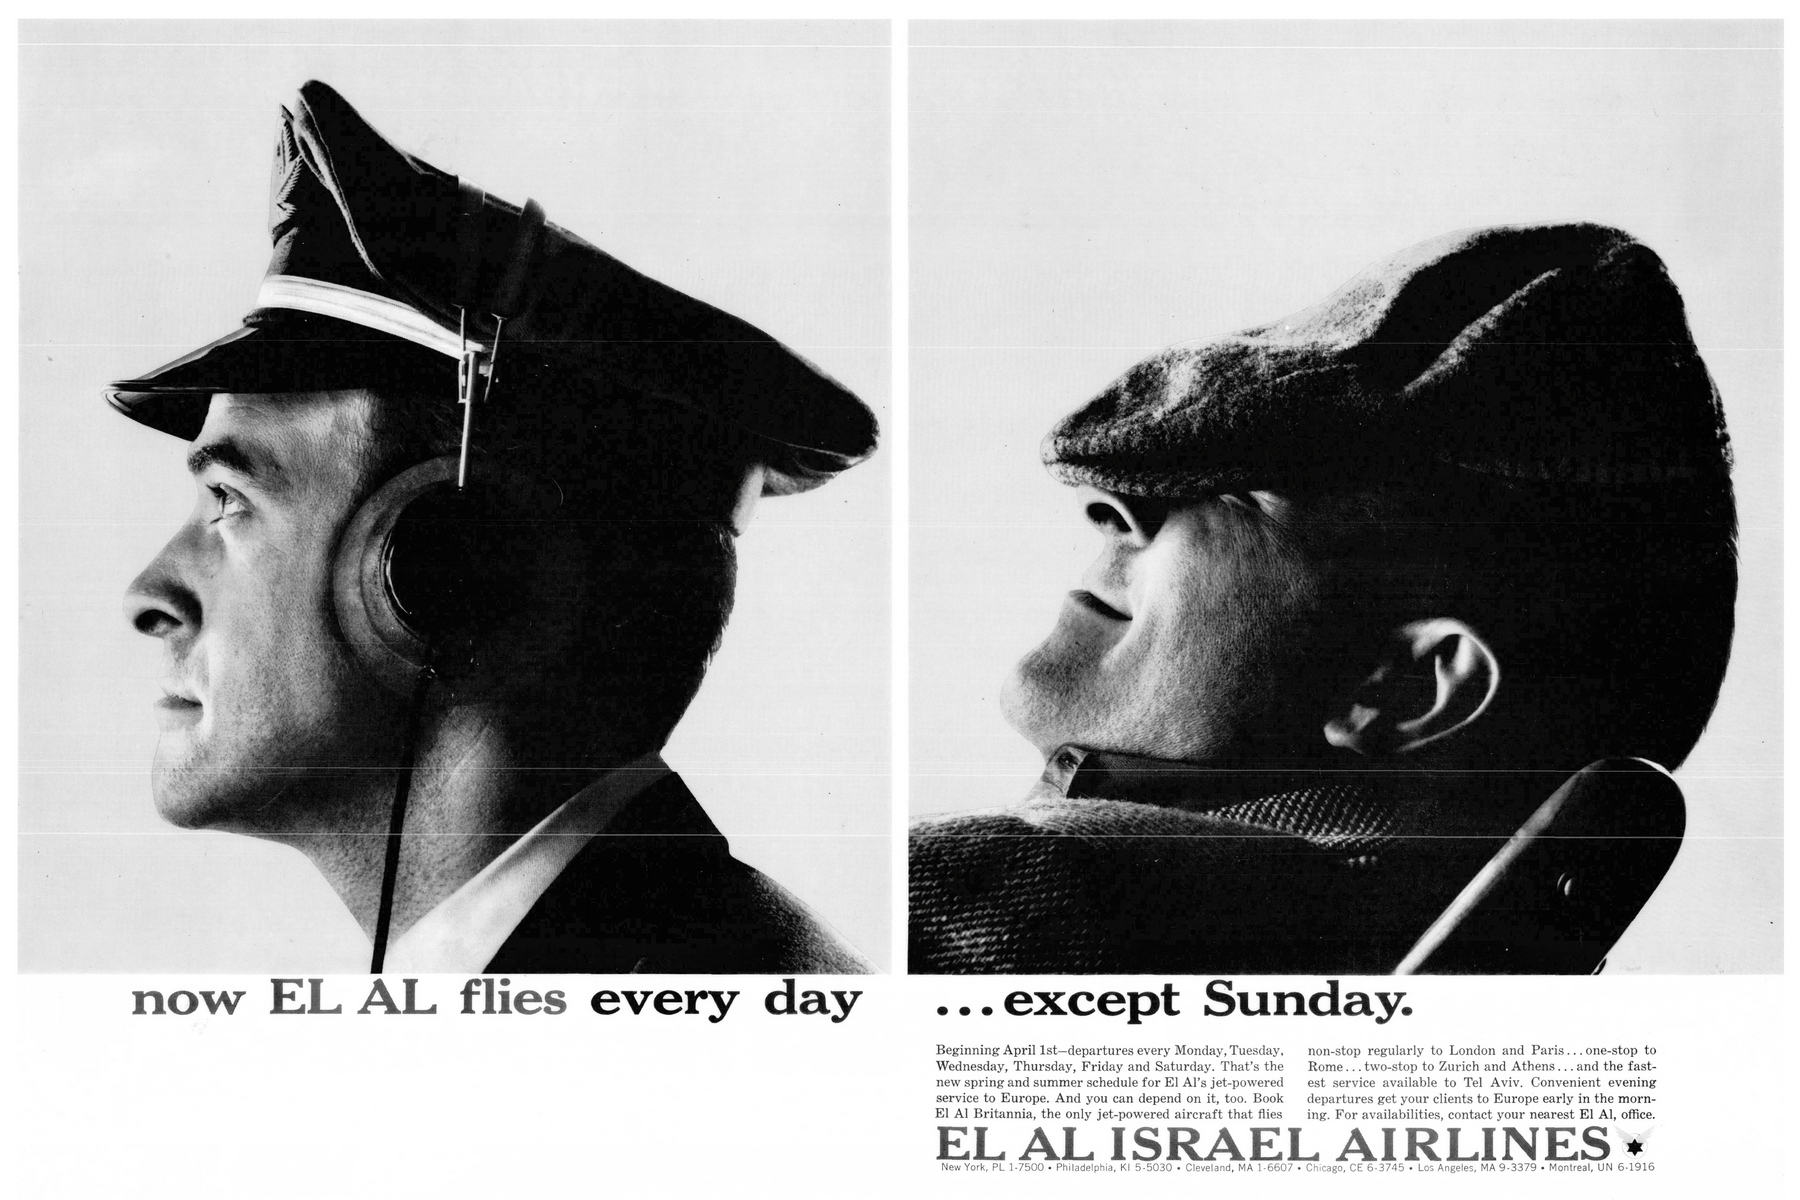 now EL AL flies every day
...except Sunday.
Beginning April 1st—departures every Monday, Tuesday,
Wednesday, Thursday, Friday and Saturday. That's the
new spring and summer schedule for El Al's jet-powered
service to Europe. And you can depend on it, too. Book
El Al Britannia, the only jet-powered aircraft that flies
non-stop regularly to London and Paris...one-stop to
Rome...two-stop to Zurich and Athens...and the fast-
est service available to Tel Aviv. Convenient evening
departures get your clients to Europe early in the morn-
ing. For availabilities, contact your nearest El Al, office.
EL AL ISRAEL AIRLINES
New York, PL 1-7500 • Philadelphia, KI 5-5030 • Cleveland, MA 1-6607 • Chicago, CE 6-3745 • Los Angeles, MA 9-3379 • Montreal, UN 6-1916